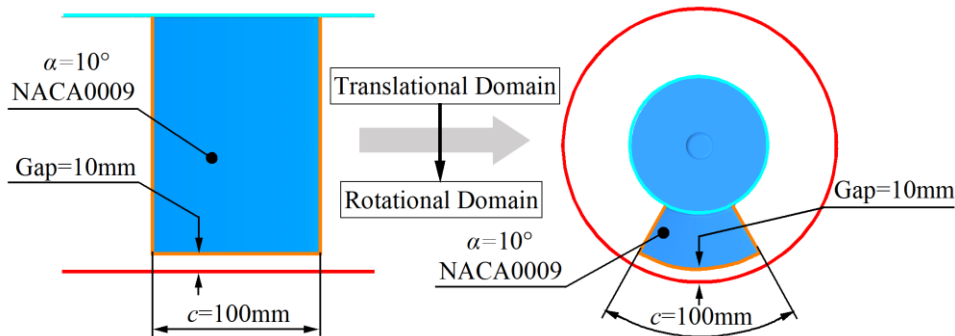 α=10°
NACA0009
Gap=10mm
c=100mm
Translational Domain
Rotational Domain
Gap=10mm
α=10°
NACA0009
c=100mm